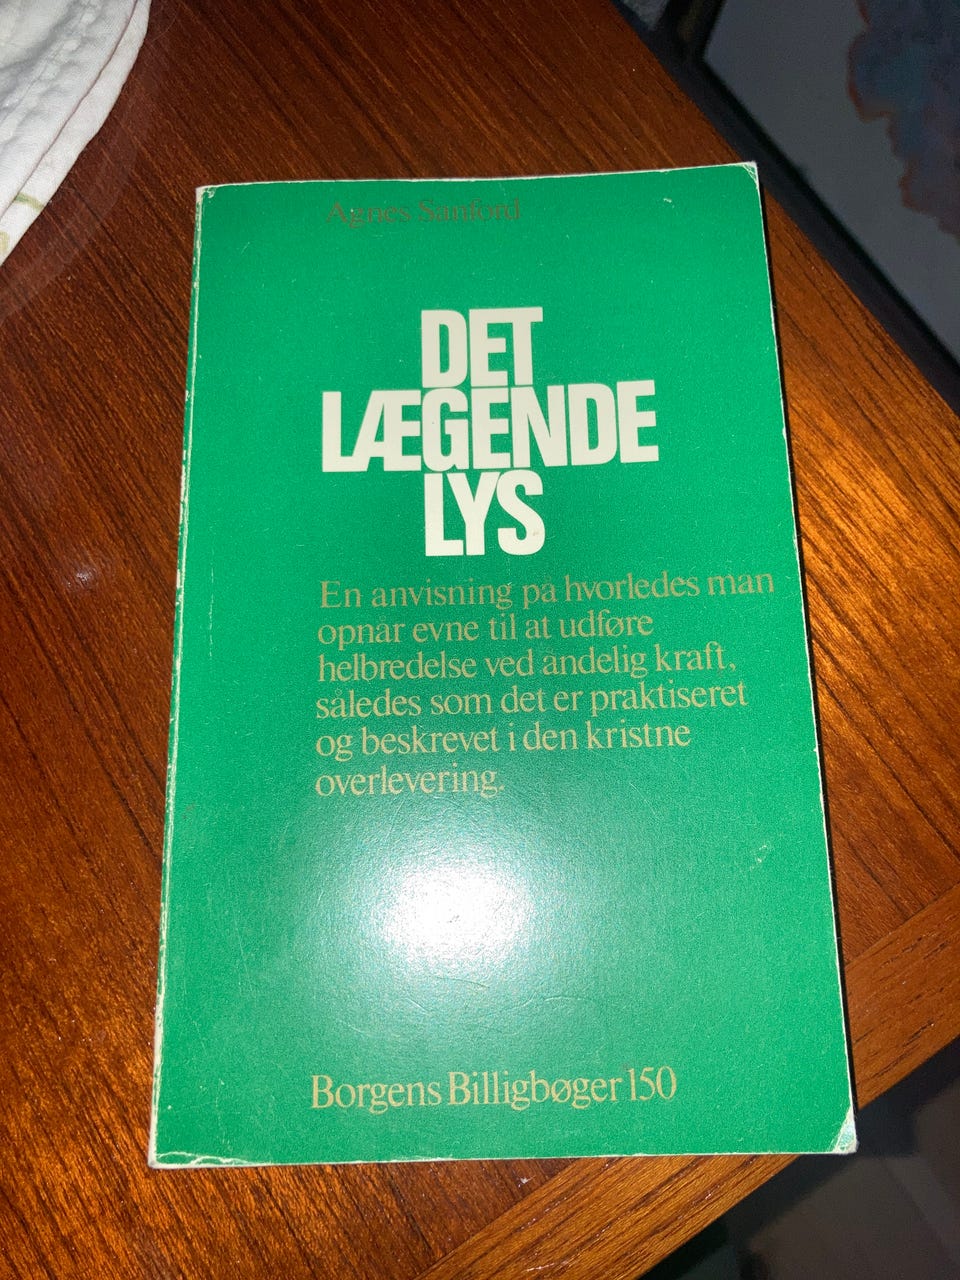 Agnes Sanford
DET
LÆGENDE
LYS
En anvisning på hvorledes man
opnår evne til at udføre
helbredelse ved åndelig kraft,
således som det er praktiseret
og beskrevet i den kristne
overlevering.
Borgens Billigbøger 150